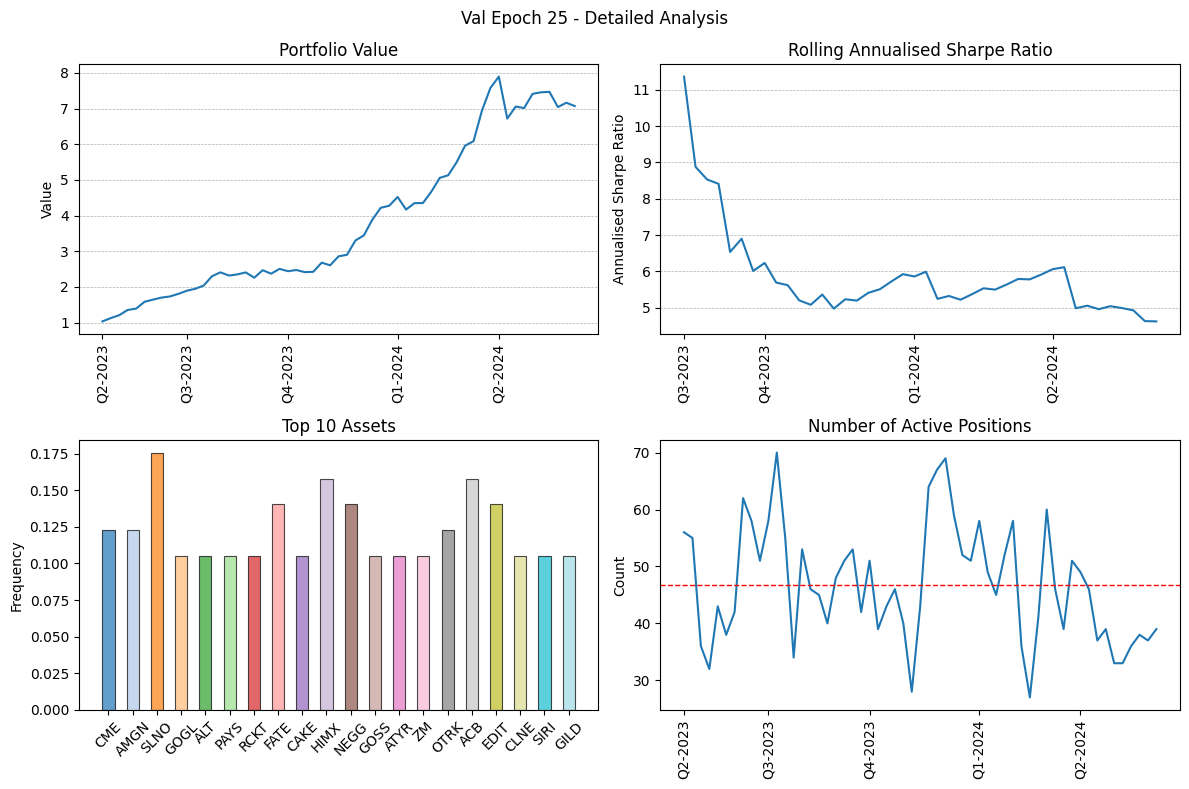 Val Epoch 25 - Detailed Analysis
Portfolio Value
Value
8
7
6
5
4
3
2
1
Q2-2023
Q3-2023
Q4-2023
Q1-2024
Q2-2024
Rolling Annualised Sharpe Ratio
Annualised Sharpe Ratio
11
10
9
8
7
6
5
Q3-2023
Q4-2023
Q1-2024
Q2-2024
Top 10 Assets
Frequency
0.175
0.150
0.125
0.100
0.075
0.050
0.025
0.000
CME
AMGN
SLNO
GOGL
ALT
PAYS
RCKT
FATE
CAKE
HIMX
NEGG
GOSS
ATYR
ZM
OTRK
ACB
EDIT
CLNE
SIRI
GILD
Number of Active Positions
Count
70
60
50
40
30
Q2-2023
Q3-2023
Q4-2023
Q1-2024
Q2-2024